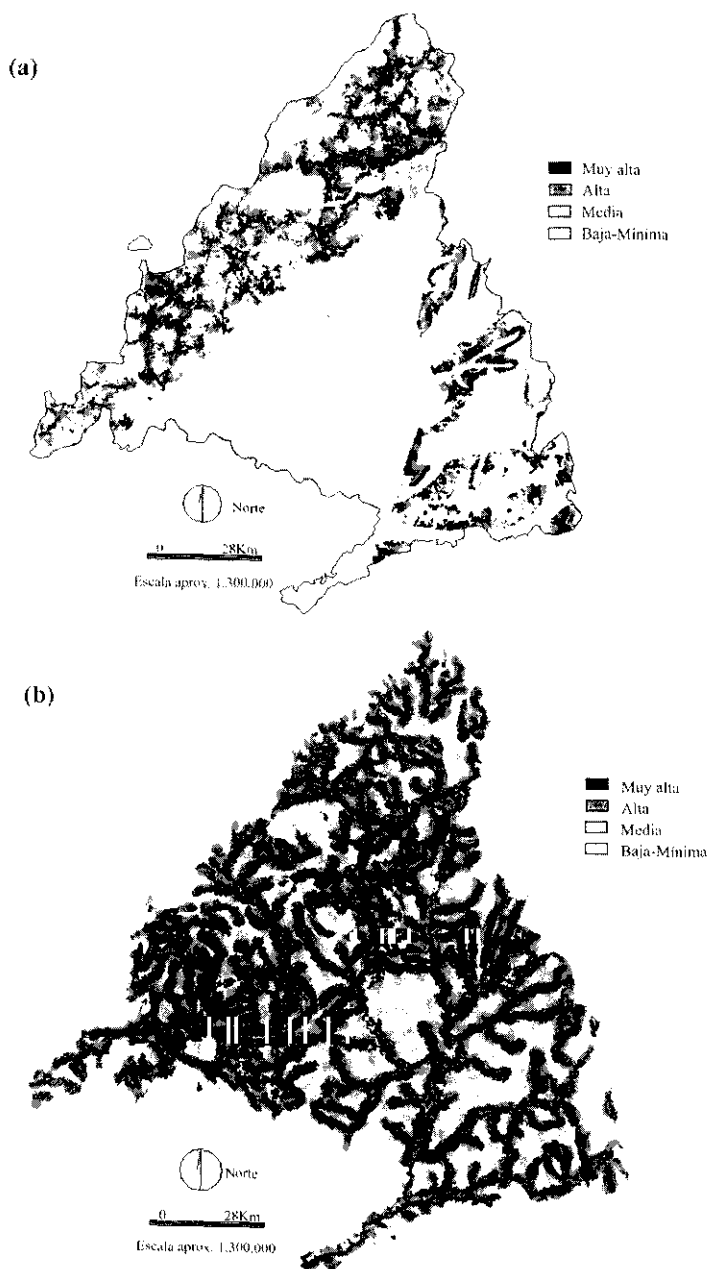 (a)
Muy alta
Alta
Media
Baja-Mínima
Norte
0 28Km
Escala aprox. 1.300.000
(b)
Muy alta
Alta
Media
Baja-Mínima
Norte
0 28Km
Escala aprox. 1.300.000